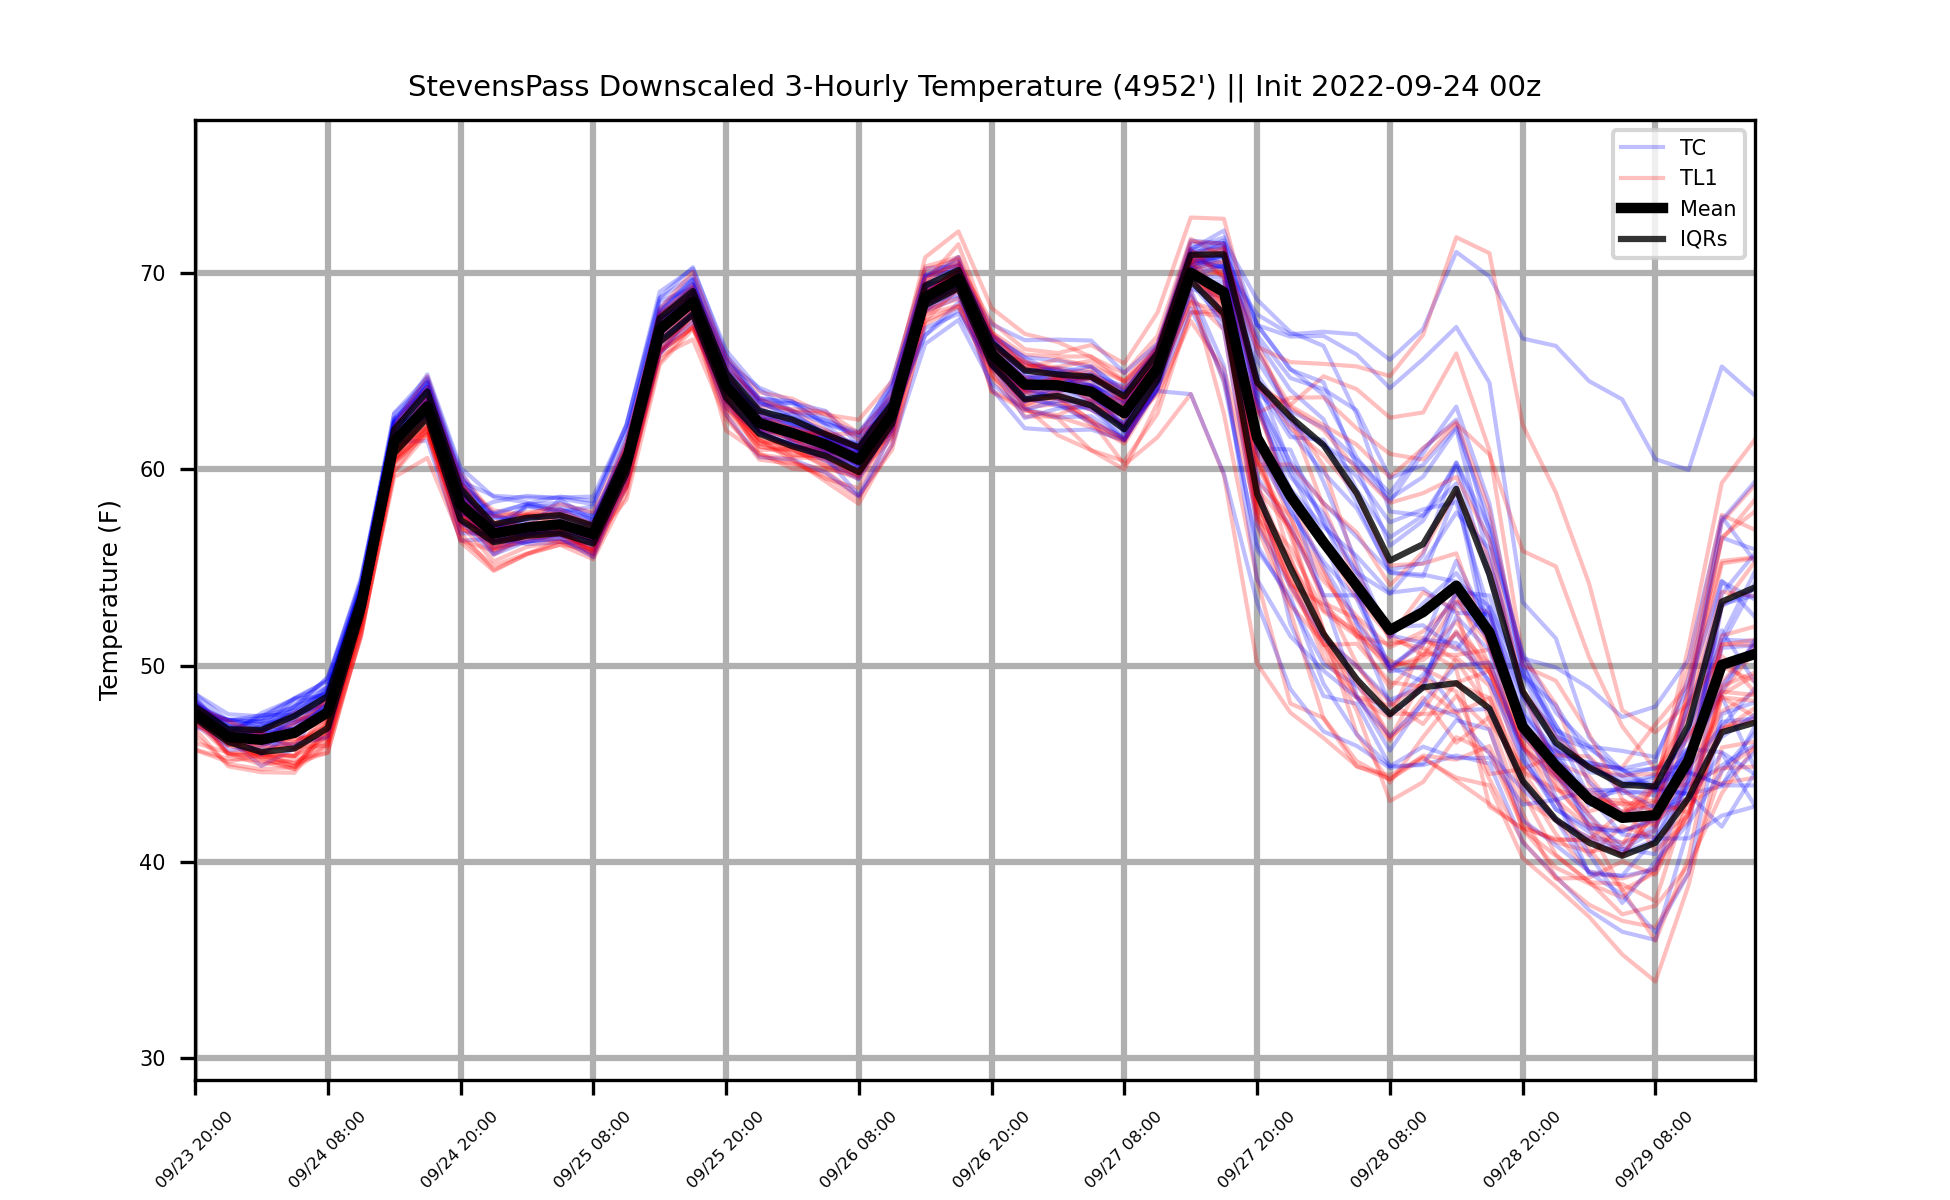 StevensPass Downscaled 3-Hourly Temperature (4952') || Init 2022-09-24 00z
TC
TL1
Mean
IQRs
Temperature (F)
70
60
50
40
30
09/23 20:00
09/24 08:00
09/24 20:00
09/25 08:00
09/25 20:00
09/26 08:00
09/26 20:00
09/27 08:00
09/27 20:00
09/28 08:00
09/28 20:00
09/29 08:00